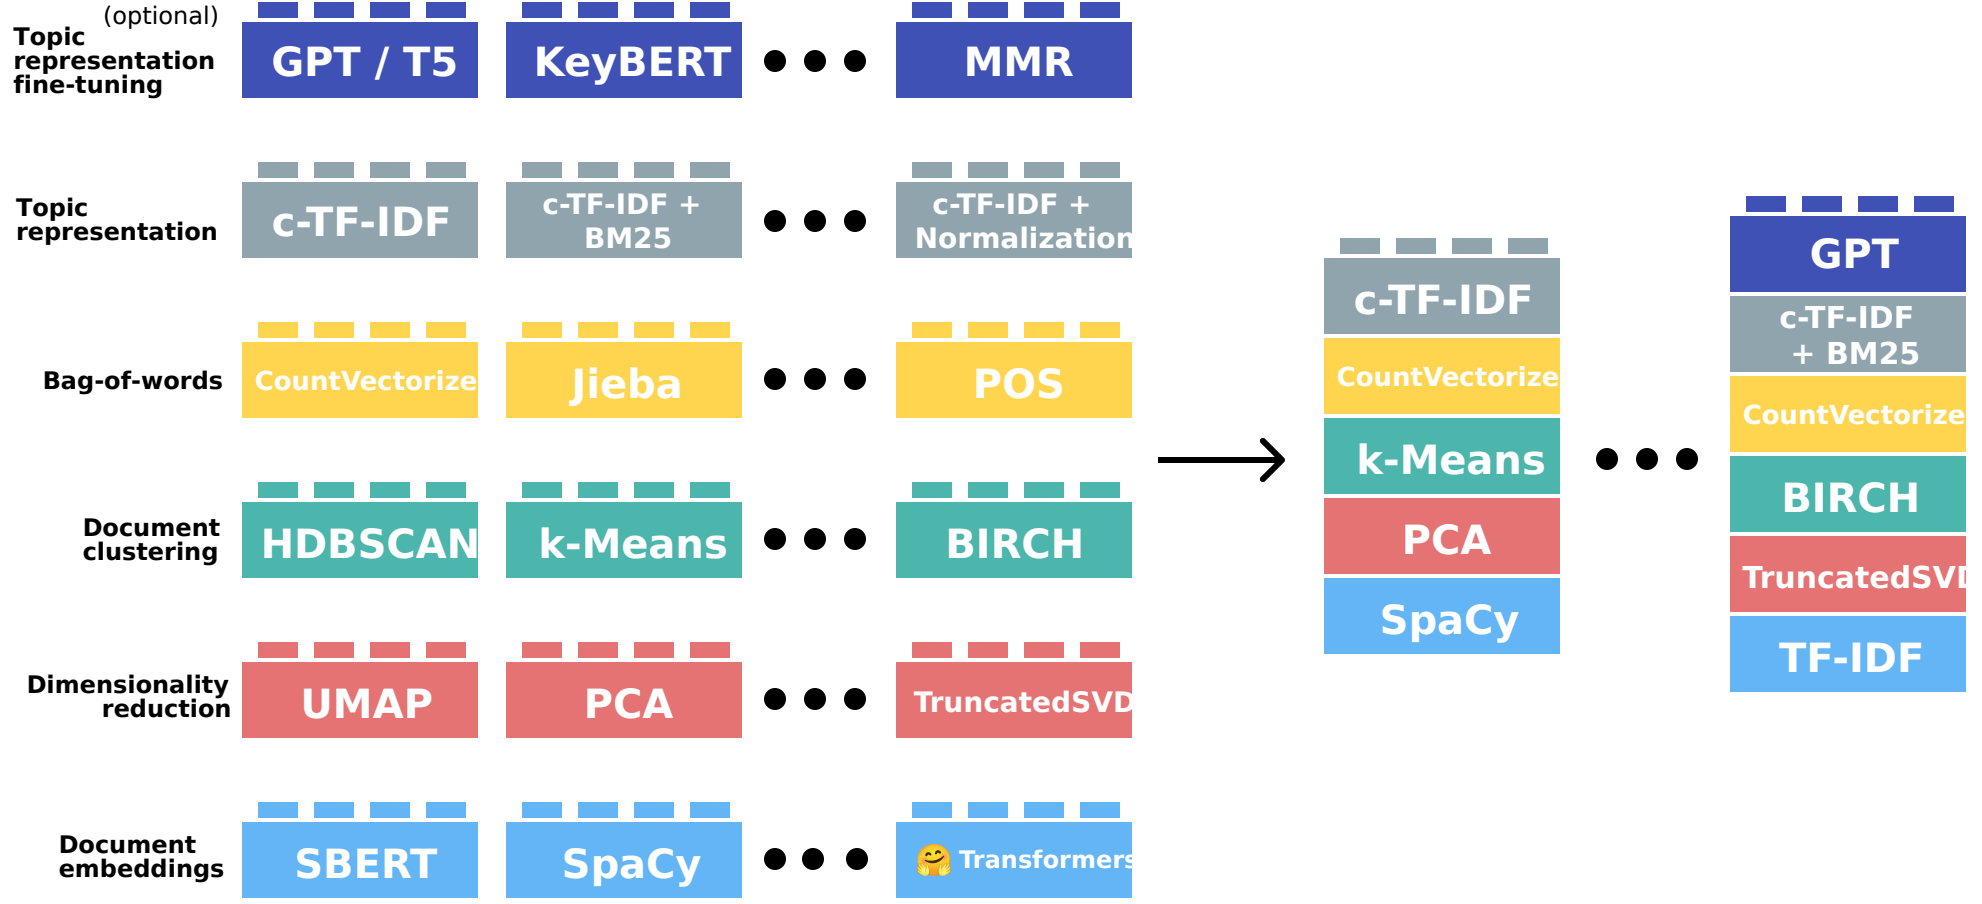 (optional)
Topic
representation
fine-tuning
GPT / T5
KeyBERT
MMR
Topic
representation
c-TF-IDF
c-TF-IDF +
BM25
c-TF-IDF +
Normalization
Bag-of-words
CountVectorize
Jieba
POS
Document
clustering
HDBSCAN
k-Means
BIRCH
Dimensionality
reduction
UMAP
PCA
TruncatedSVD
Document
embeddings
SBERT
SpaCy
🤗 Transformers
c-TF-IDF
CountVectorize
k-Means
PCA
SpaCy
GPT
c-TF-IDF
+ BM25
CountVectorize
BIRCH
TruncatedSVD
TF-IDF